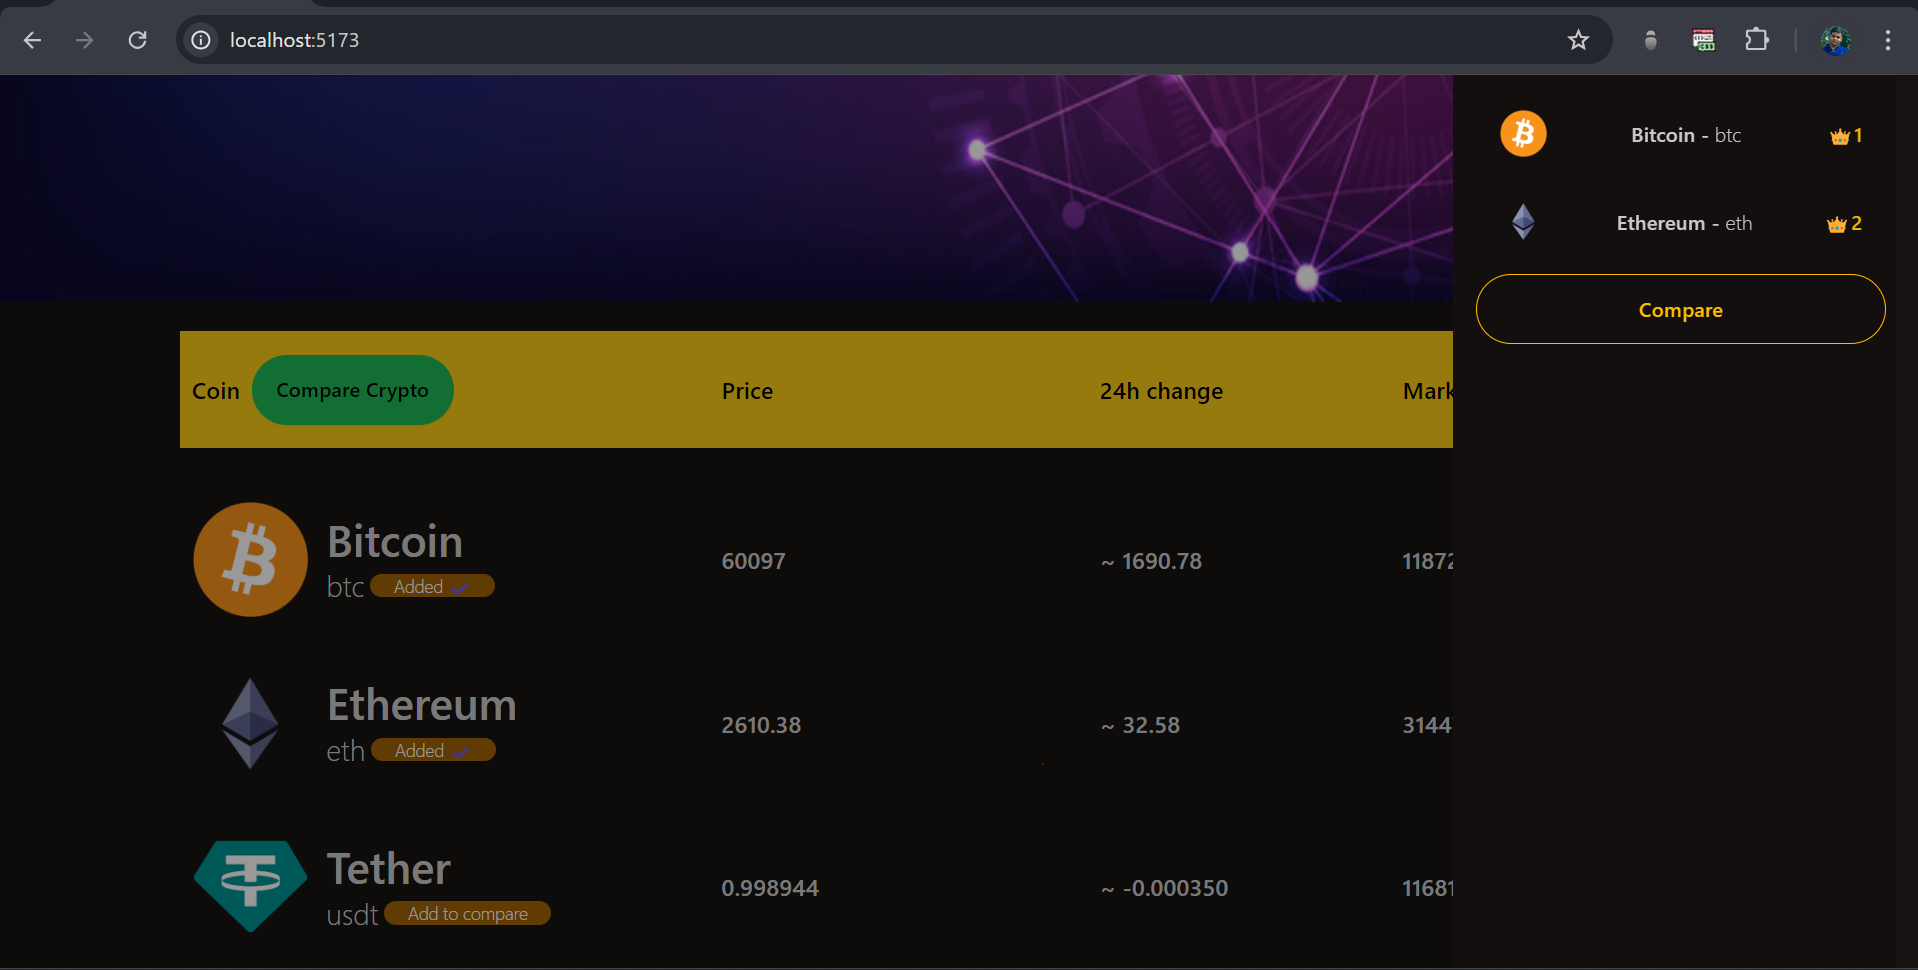 localhost:5173
Bitcoin - btc 1
Ethereum - eth 2
Compare
Coin Compare Crypto Price 24h change Mark
Bitcoin
btc Added 60097 ~ 1690.78 11872
Ethereum
eth Added 2610.38 ~ 32.58 3144
Tether
usdt Add to compare 0.998944 ~ -0.000350 11681